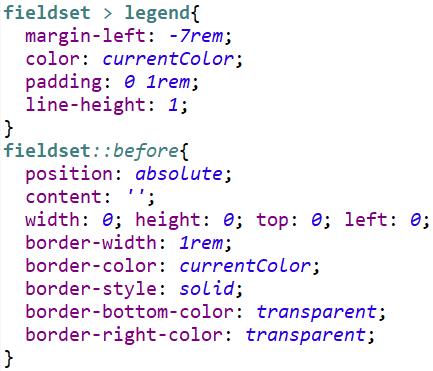 fieldset > legend{
  margin-left: -7rem;
  color: currentColor;
  padding: 0 1rem;
  line-height: 1;
}
fieldset::before{
  position: absolute;
  content: '';
  width: 0; height: 0; top: 0; left: 0;
  border-width: 1rem;
  border-color: currentColor;
  border-style: solid;
  border-bottom-color: transparent;
  border-right-color: transparent;
}